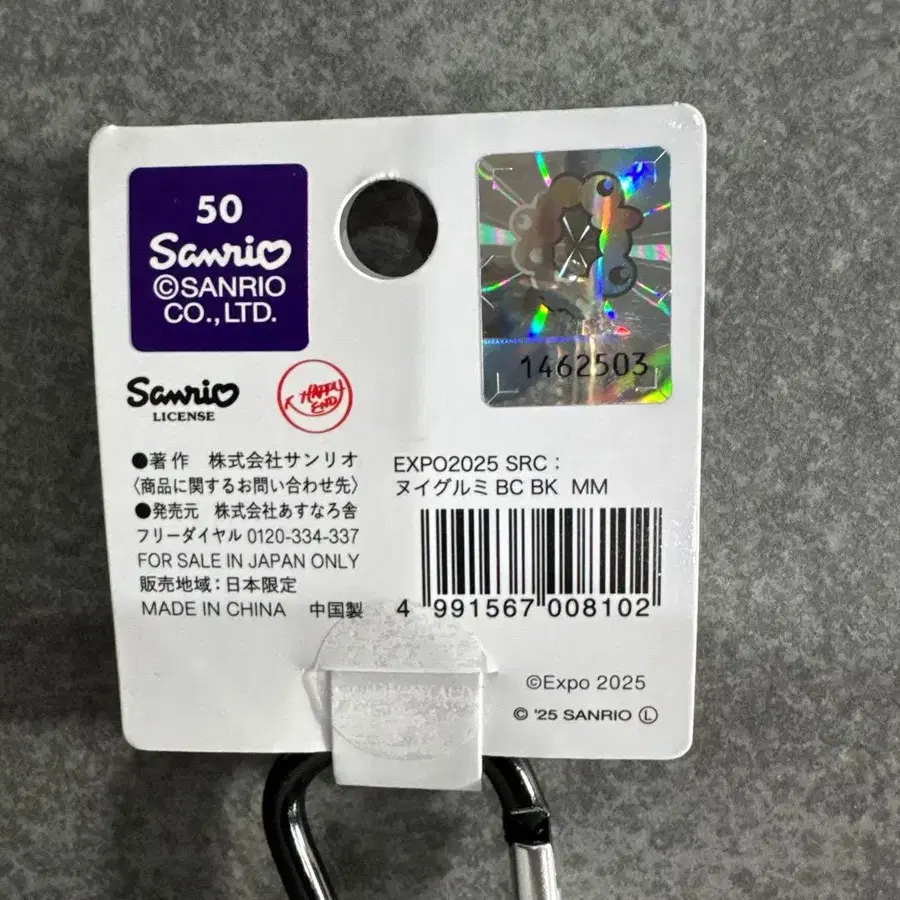 50
Sanrio
©SANRIO
CO.,LTD.
Sanrio
LICENSE
HAPPY
END
1462503
●著作 株式会社サンリオ
〈商品に関するお問い合わせ先〉
●発売元 株式会社あすなろ舎
フリーダイヤル 0120-334-337
FOR SALE IN JAPAN ONLY
販売地域：日本限定
MADE IN CHINA 中国製
EXPO2025 SRC：
ヌイグルミ BC BK MM
4 991567 008102
©Expo 2025
© '25 SANRIO Ⓛ